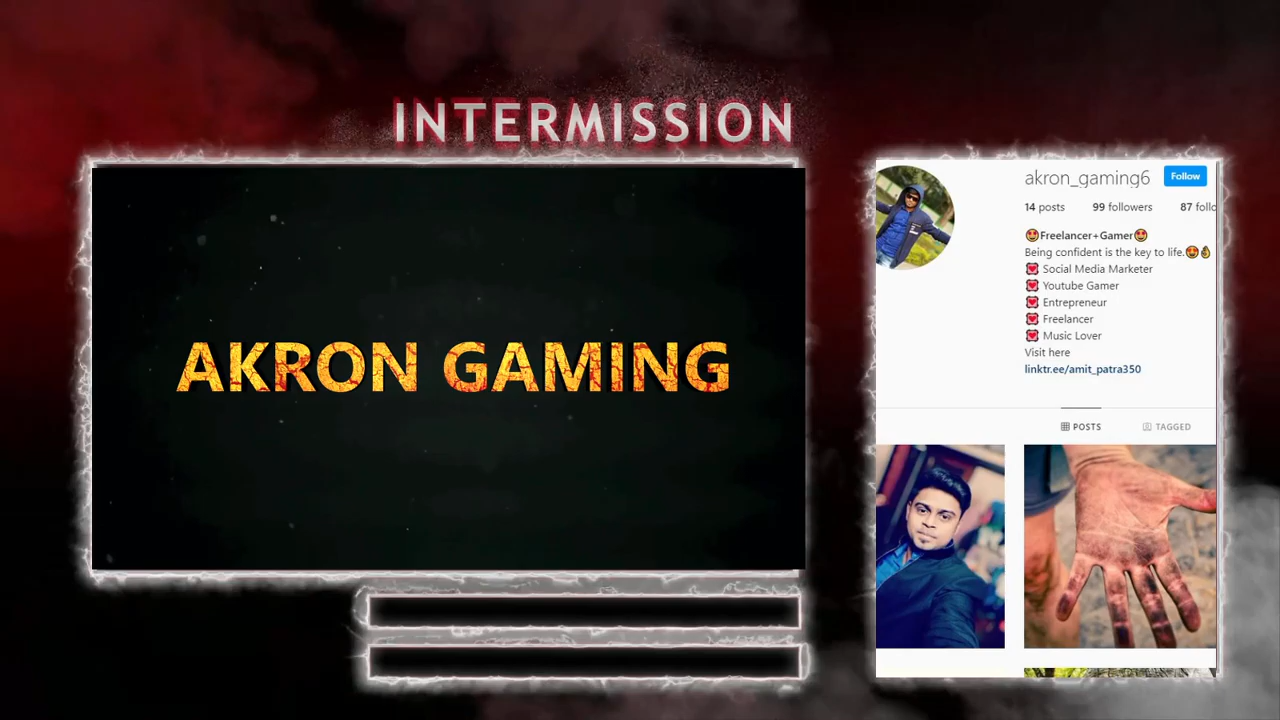 INTERMISSION
AKRON GAMING
akron_gaming6 Follow
14 posts 99 followers 87 follo
Freelancer+Gamer
Being confident is the key to life.
Social Media Marketer
Youtube Gamer
Entrepreneur
Freelancer
Music Lover
Visit here
linktr.ee/amit_patra350
POSTS TAGGED